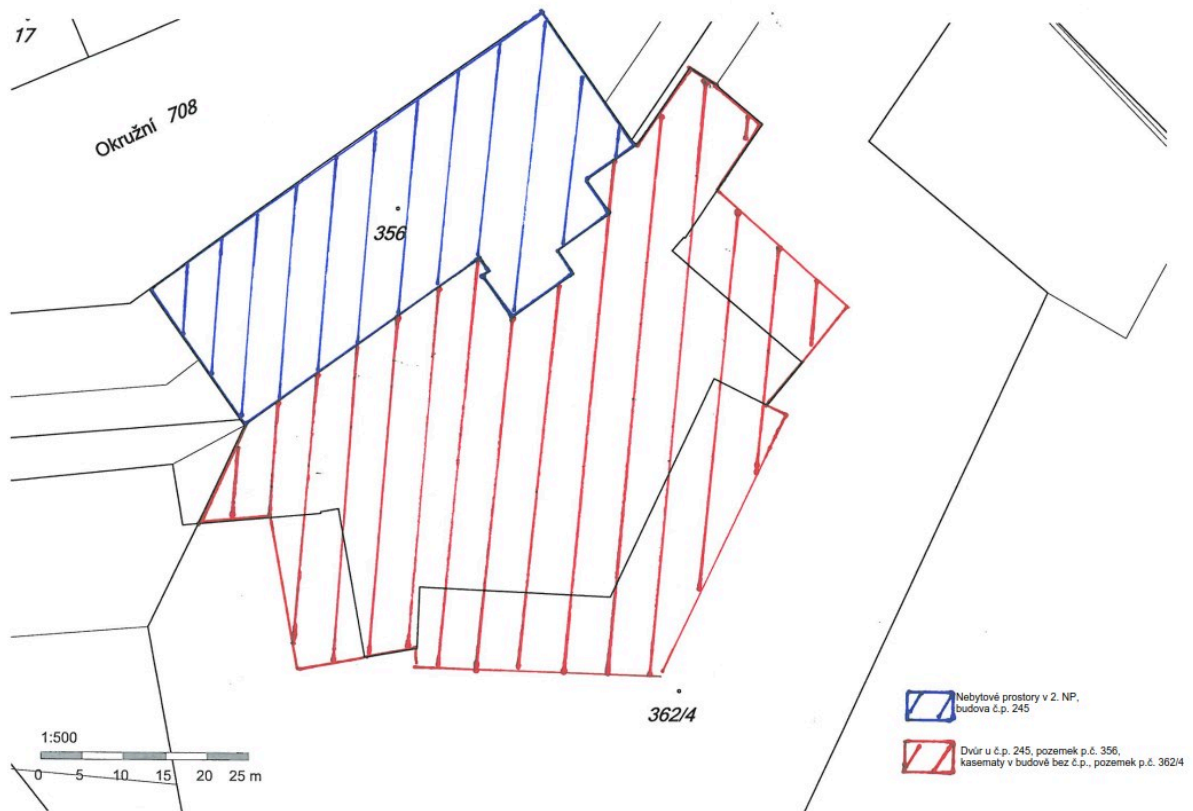 17
Okružní 708
356
362/4
1:500
0 5 10 15 20 25 m
Nebytové prostory v 2. NP,
budova č.p. 245
Dvůr u č.p. 245, pozemek p.č. 356,
kasematy v budově bez č.p., pozemek p.č. 362/4